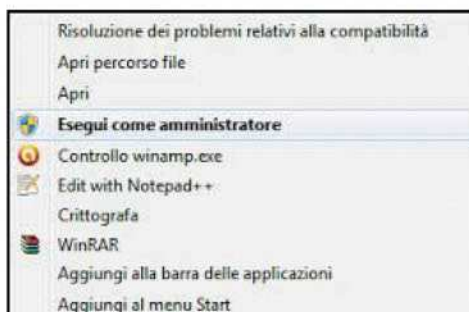 Risoluzione dei problemi relativi alla compatibilità
Apri percorso file
Apri
Esegui come amministratore
Controllo winamp.exe
Edit with Notepad++
Crittografa
WinRAR
Aggiungi alla barra delle applicazioni
Aggiungi al menu Start